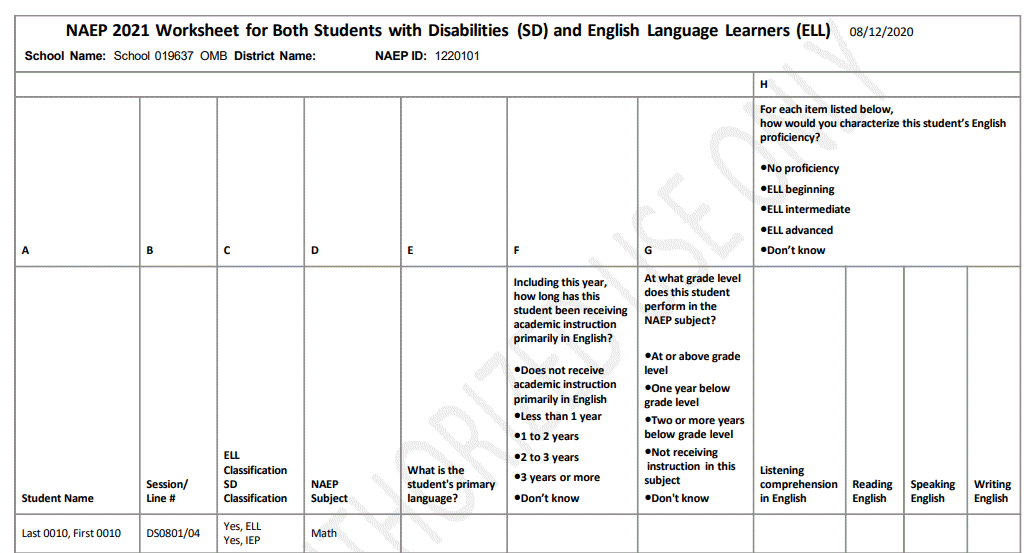 NAEP 2021 Worksheet for Both Students with Disabilities (SD) and English Language Learners (ELL) 08/12/2020
School Name: School 019637 OMB District Name: NAEP ID: 1220101
H
For each item listed below,
how would you characterize this student's English
proficiency?
●No proficiency
●ELL beginning
●ELL intermediate
●ELL advanced
●Don't know
A B C D E F G
Including this year,
how long has this
student been receiving
academic instruction
primarily in English?
●Does not receive
academic instruction
primarily in English
●Less than 1 year
●1 to 2 years
●2 to 3 years
●3 years or more
●Don't know
At what grade level
does this student
perform in the
NAEP subject?
●At or above grade
level
●One year below
grade level
●Two or more years
below grade level
●Not receiving
instruction in this
subject
●Don't know
Student Name
Session/
Line #
ELL
Classification
SD
Classification
NAEP
Subject
What is the
student's primary
language?
Listening
comprehension
in English
Reading
English
Speaking
English
Writing
English
Last 0010, First 0010
DS0801/04
Yes, ELL
Yes, IEP
Math
THORIZED USE ONLY